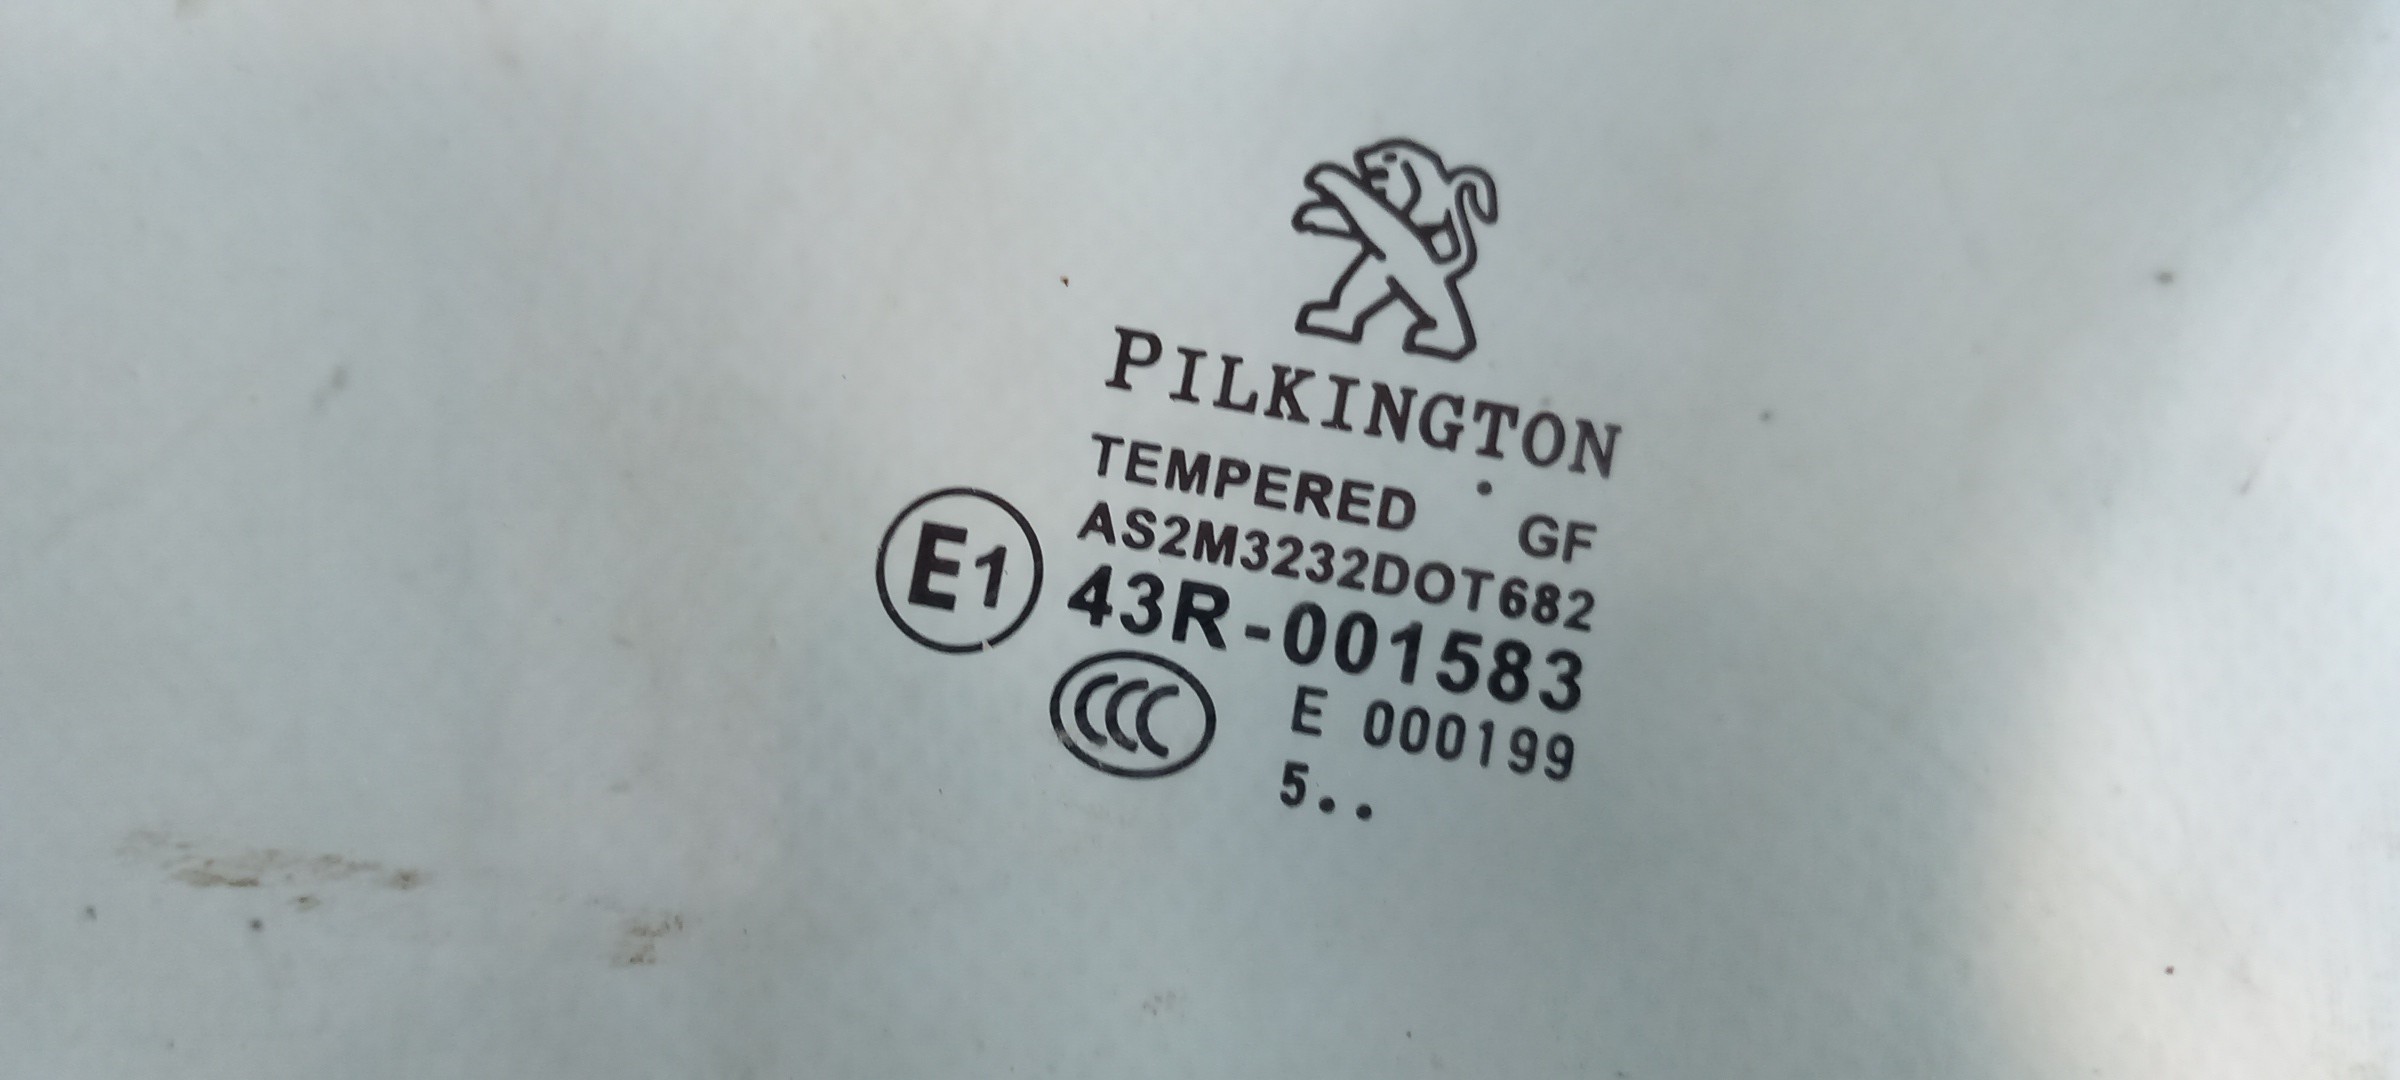 PILKINGTON
TEMPERED GF
AS2M3232DOT682
E1 43R-001583
CCC E 000199
5..